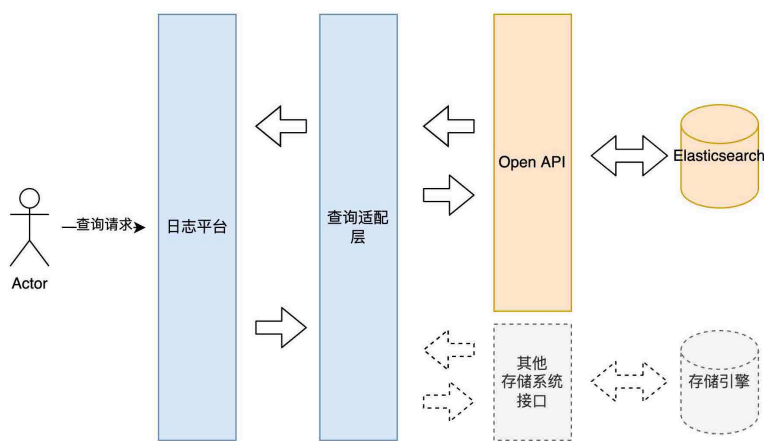 Actor
查询请求
日志平台
查询适配
层
Open API
Elasticsearch
其他
存储系统
接口
存储引擎